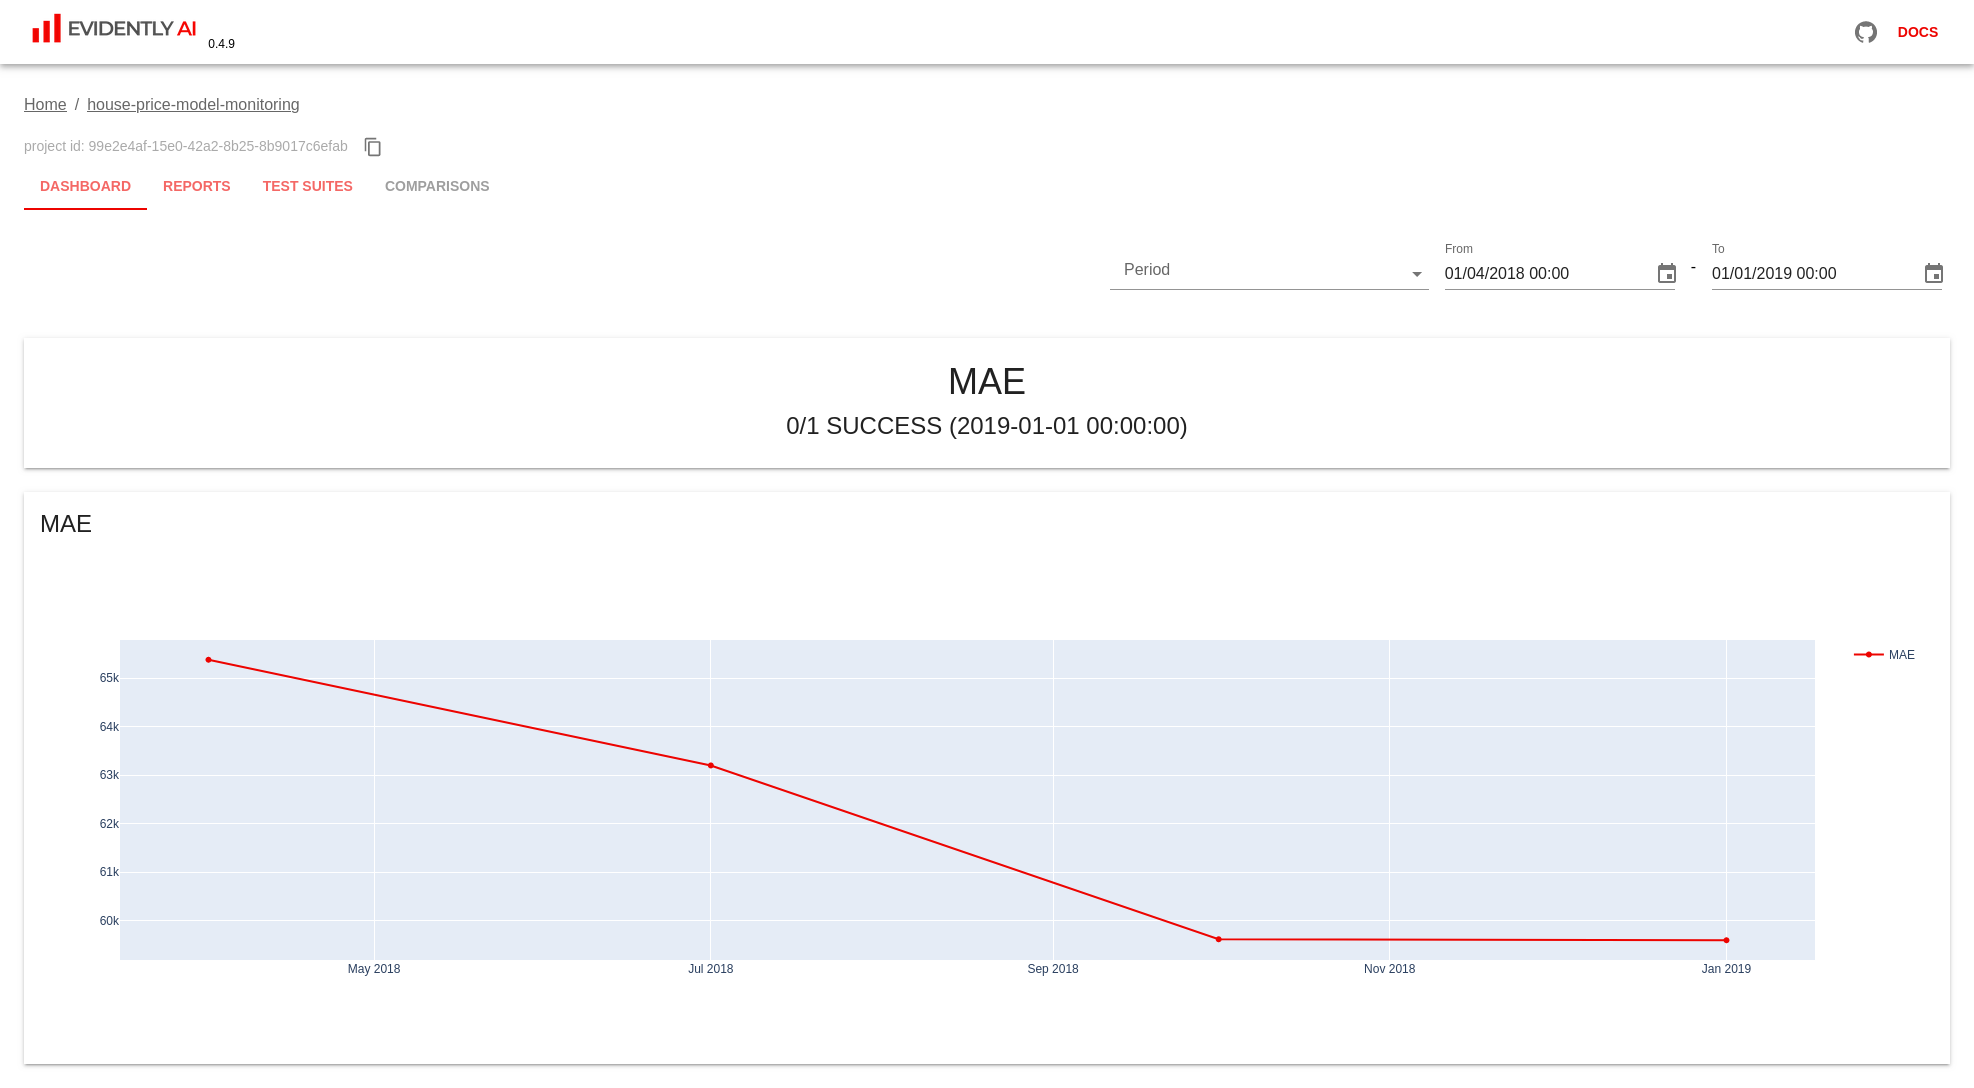 EVIDENTLY AI 0.4.9
DOCS
Home / house-price-model-monitoring
project id: 99e2e4af-15e0-42a2-8b25-8b9017c6efab
DASHBOARD REPORTS TEST SUITES COMPARISONS
Period
From
01/04/2018 00:00
-
To
01/01/2019 00:00
MAE
0/1 SUCCESS (2019-01-01 00:00:00)
MAE
65k
64k
63k
62k
61k
60k
May 2018 Jul 2018 Sep 2018 Nov 2018 Jan 2019
MAE